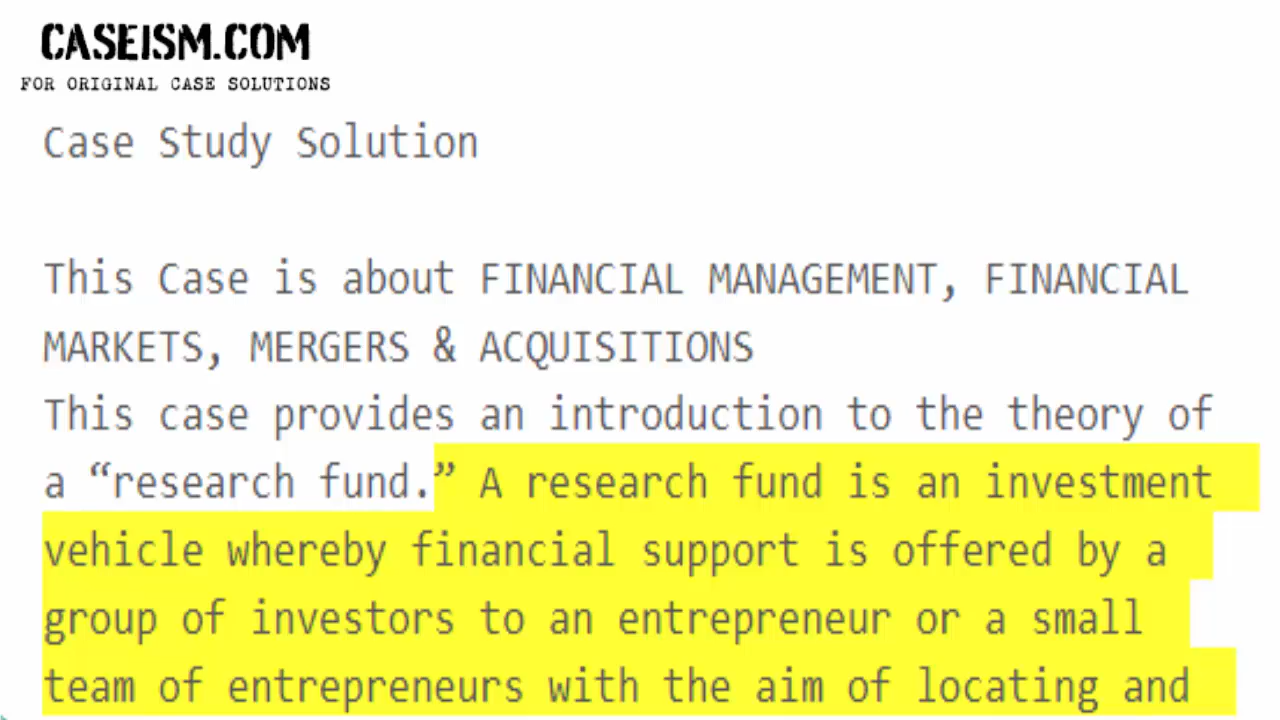 CASEISM.COM
FOR ORIGINAL CASE SOLUTIONS
Case Study Solution
This Case is about FINANCIAL MANAGEMENT, FINANCIAL
MARKETS, MERGERS & ACQUISITIONS
This case provides an introduction to the theory of
a “research fund.” A research fund is an investment
vehicle whereby financial support is offered by a
group of investors to an entrepreneur or a small
team of entrepreneurs with the aim of locating and